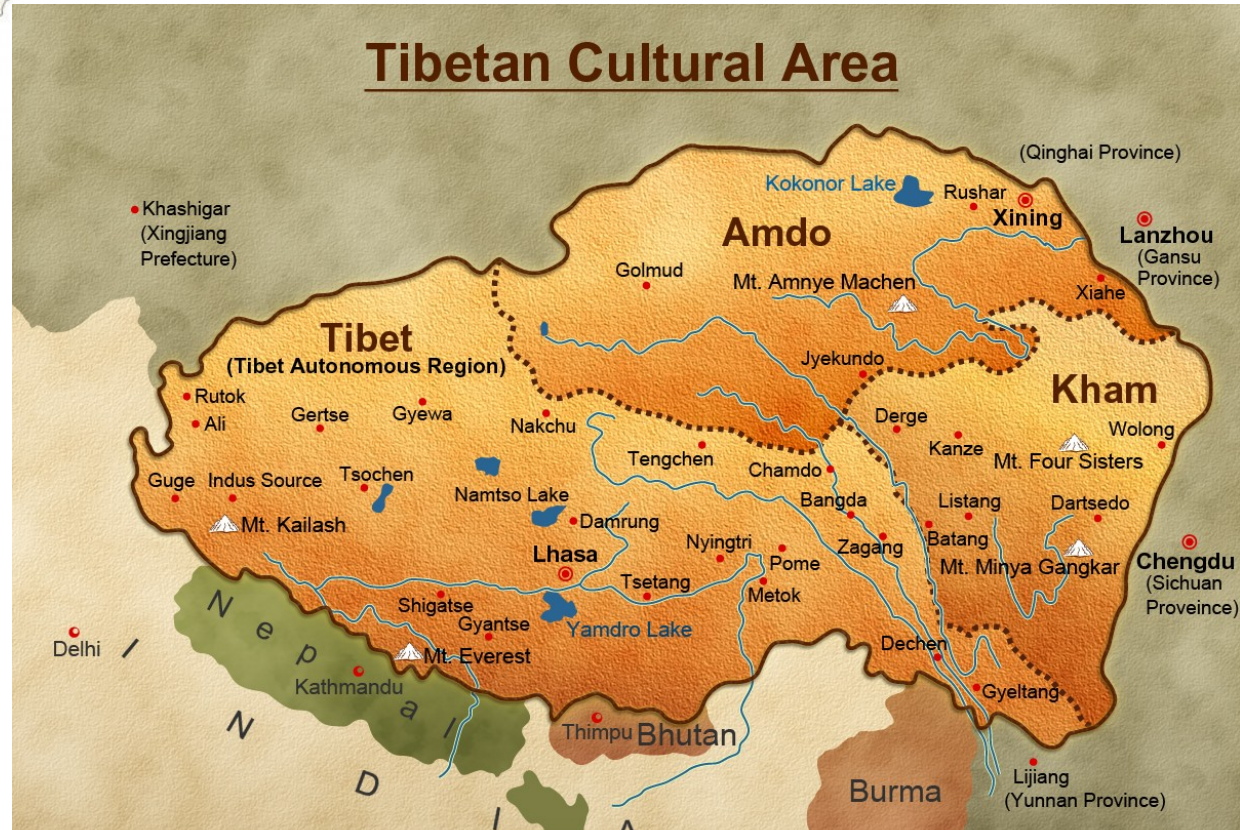 Tibetan Cultural Area
(Qinghai Province)
Kokonor Lake
Rushar
Xining
Khashigar
(Xingjiang
Prefecture)
Amdo
Lanzhou
(Gansu
Province)
Golmud
Mt. Amnye Machen
Xiahe
Tibet
(Tibet Autonomous Region)
Jyekundo
Kham
Rutok
Ali
Gertse
Gyewa
Nakchu
Derge
Kanze
Wolong
Mt. Four Sisters
Tengchen
Chamdo
Guge
Indus Source
Tsochen
Namtso Lake
Bangda
Listang
Dartsedo
Mt. Kailash
Damrung
Zagang
Batang
Lhasa
Nyingtri
Pome
Mt. Minya Gangkar
Chengdu
(Sichuan
Proveince)
Tsetang
Metok
Shigatse
Gyantse
Yamdro Lake
Mt. Everest
Dechen
Delhi
Nepal
Kathmandu
Gyeltang
Thimpu
Bhutan
Lijiang
(Yunnan Province)
Burma
INDIA